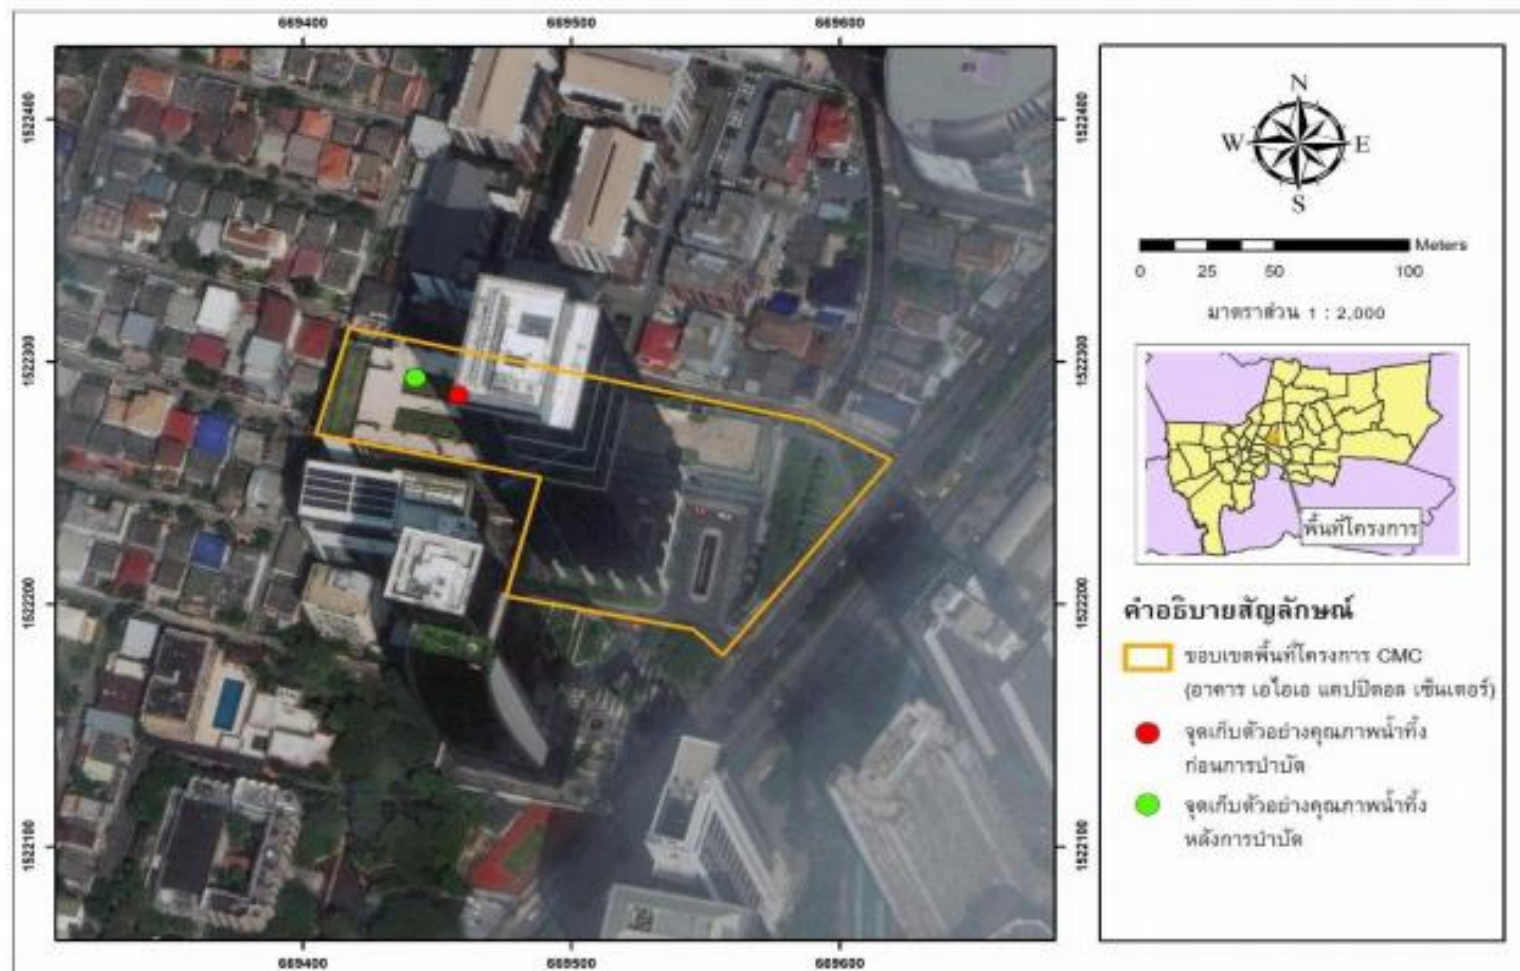 669400 669500 669600
1522400
1522300
1522200
1522100
1522400
1522300
1522200
1522100
669400 669500 669600
N
W E
S
Meters
0 25 50 100
มาตราส่วน 1 : 2,000
พื้นที่โครงการ
คำอธิบายสัญลักษณ์
ขอบเขตพื้นที่โครงการ CMC
(อาคาร เอไอเอ แคปปิตอล เซ็นเตอร์)
จุดเก็บตัวอย่างคุณภาพน้ำทิ้ง
ก่อนการบำบัด
จุดเก็บตัวอย่างคุณภาพน้ำทิ้ง
หลังการบำบัด